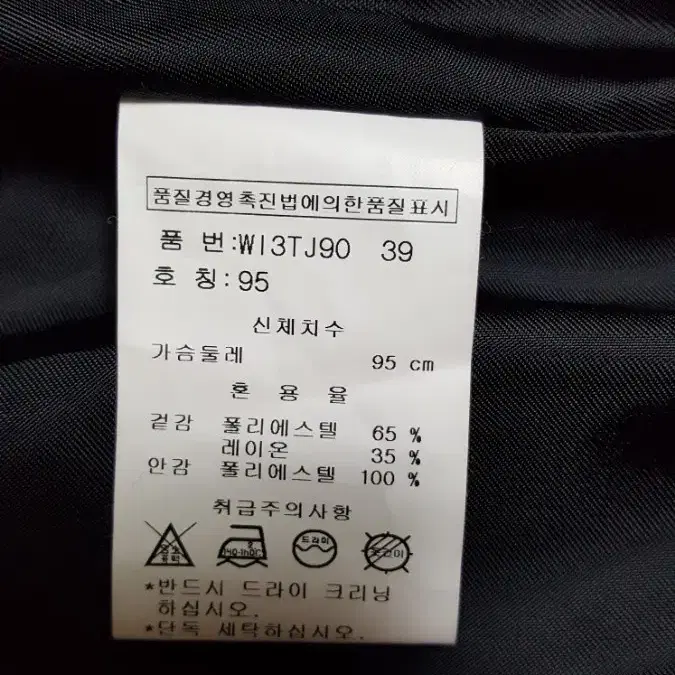 품질경영촉진법에의한품질표시
품 번:WI3TJ90 39
호 칭:95
신체치수
가슴둘레 95 cm
혼 용 율
겉감 폴리에스텔 65 %
레이온 35 %
안감 폴리에스텔 100 %
취급주의사항
드라이
*반드시 드라이 크리닝
하십시오.
*단독 세탁하십시오.